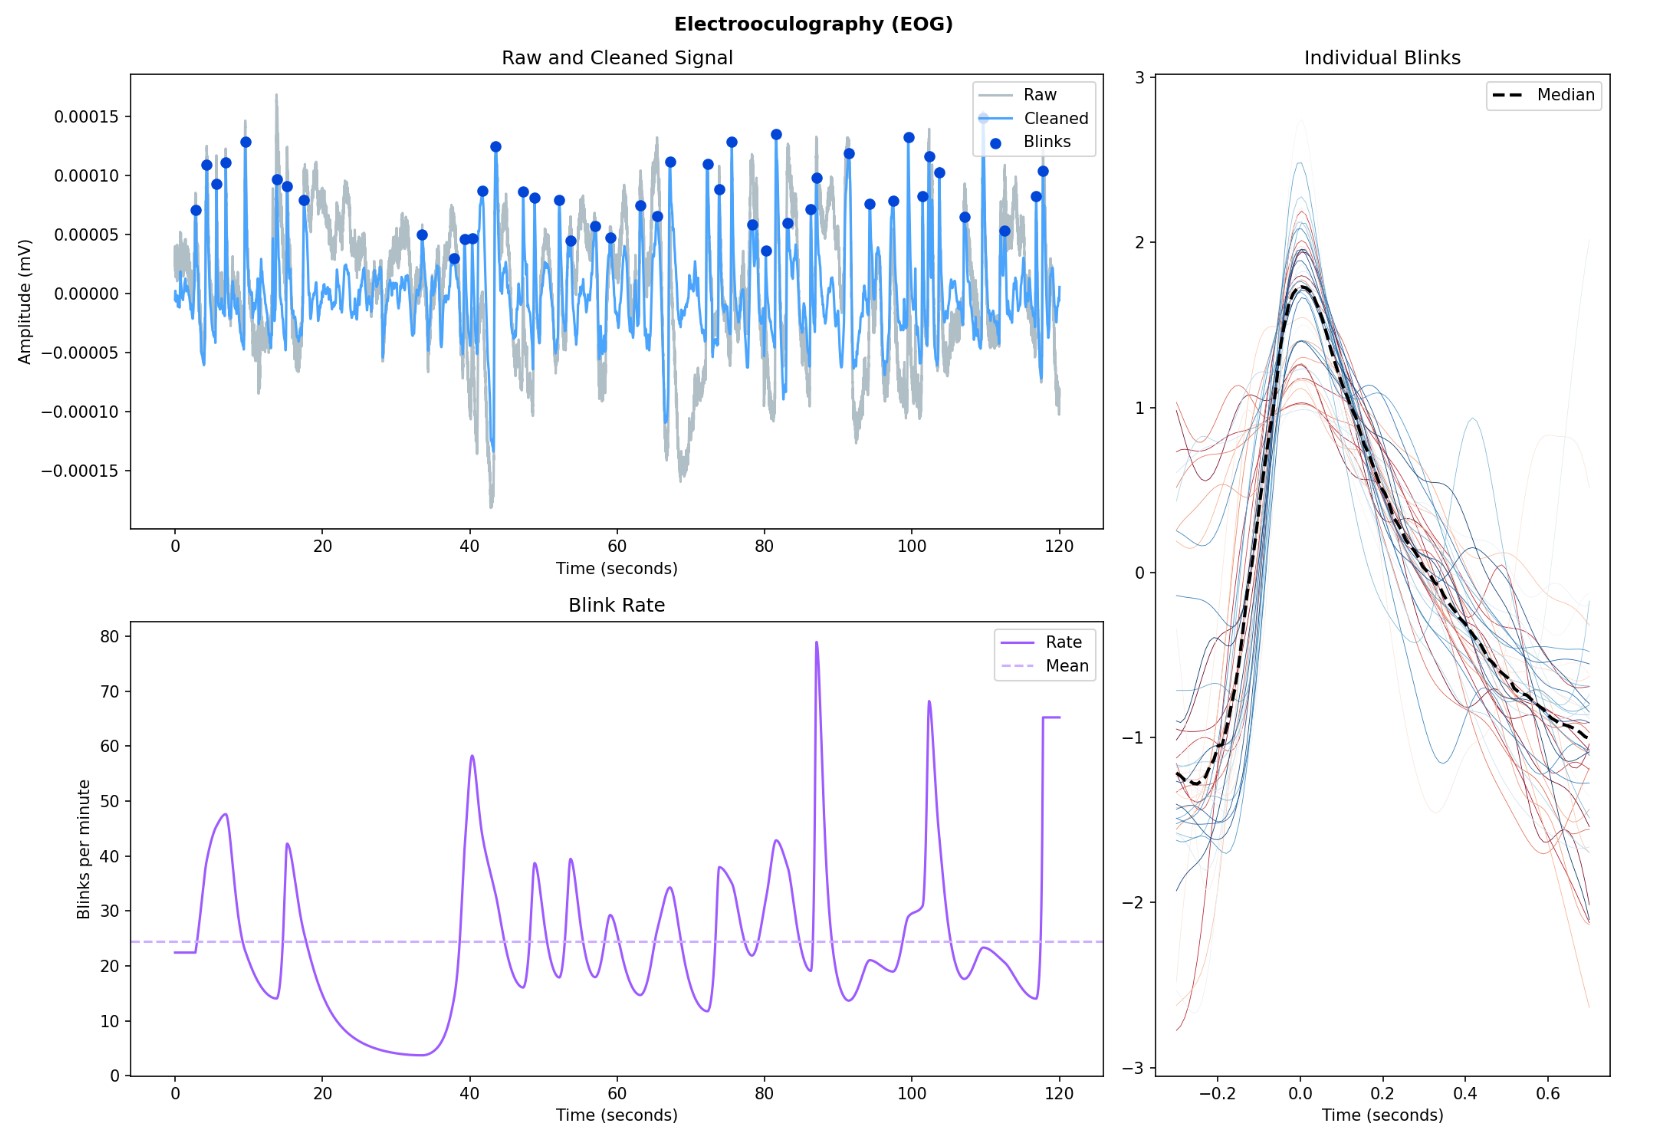 Electrooculography (EOG)
Raw and Cleaned Signal
Amplitude (mV)
0.00015
0.00010
0.00005
0.00000
−0.00005
−0.00010
−0.00015
Raw
Cleaned
Blinks
0 20 40 60 80 100 120
Time (seconds)
Blink Rate
Blinks per minute
80
70
60
50
40
30
20
10
0
Rate
Mean
0 20 40 60 80 100 120
Time (seconds)
Individual Blinks
3
2
1
0
−1
−2
−3
Median
−0.2 0.0 0.2 0.4 0.6
Time (seconds)